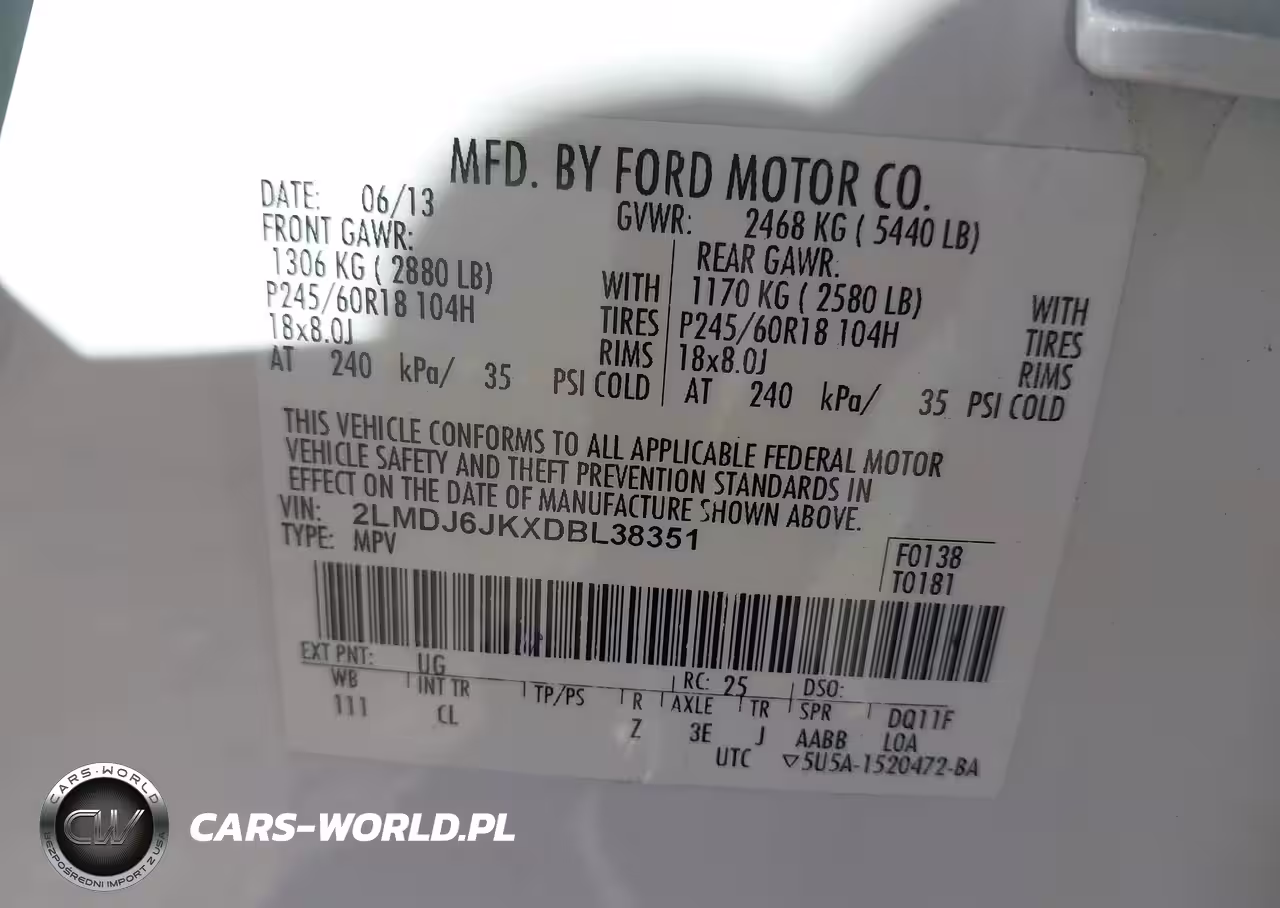 MFD. BY FORD MOTOR CO.
DATE: 06/13 GVWR: 2468 KG ( 5440 LB)
FRONT GAWR: REAR GAWR:
1306 KG ( 2880 LB) WITH 1170 KG ( 2580 LB) WITH
P245/60R18 104H TIRES P245/60R18 104H TIRES
18x8.0J RIMS 18x8.0J RIMS
AT 240 kPa/ 35 PSI COLD AT 240 kPa/ 35 PSI COLD
THIS VEHICLE CONFORMS TO ALL APPLICABLE FEDERAL MOTOR
VEHICLE SAFETY AND THEFT PREVENTION STANDARDS IN
EFFECT ON THE DATE OF MANUFACTURE SHOWN ABOVE.
VIN: 2LMDJ6JKXDBL38351
TYPE: MPV
F0138
T0181
EXT PNT: UG RC: 25 DSO:
WB INT TR TP/PS R AXLE TR SPR DQ11F
111 CL Z 3E J AABB LOA
UTC ▽5U5A-1520472-BA
CARS-WORLD
CW
BEZPOŚREDNI IMPORT Z USA
CARS-WORLD.PL